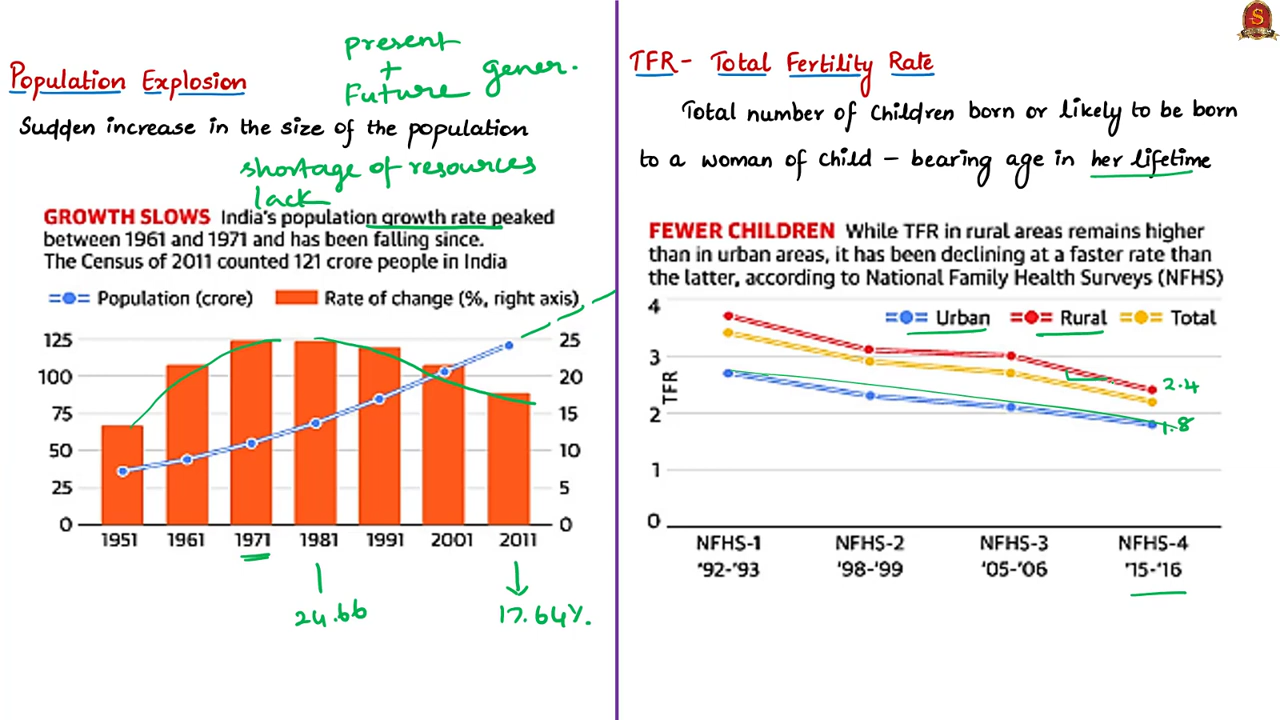 present
+
Future gener.
Population Explosion
Sudden increase in the size of the population
shortage of resources
lack
GROWTH SLOWS India's population growth rate peaked
between 1961 and 1971 and has been falling since.
The Census of 2011 counted 121 crore people in India
Population (crore) Rate of change (%, right axis)
125 25
100 20
75 15
50 10
25 5
0 0
1951 1961 1971 1981 1991 2001 2011
24.66 17.64%.
S
TFR- Total Fertility Rate
Total number of children born or likely to be born
to a woman of child - bearing age in her lifetime
FEWER CHILDREN While TFR in rural areas remains higher
than in urban areas, it has been declining at a faster rate than
the latter, according to National Family Health Surveys (NFHS)
Urban Rural Total
4
3
2
1
0
TFR
2.4
1.8
NFHS-1 NFHS-2 NFHS-3 NFHS-4
'92-'93 '98-'99 '05-'06 '15-'16